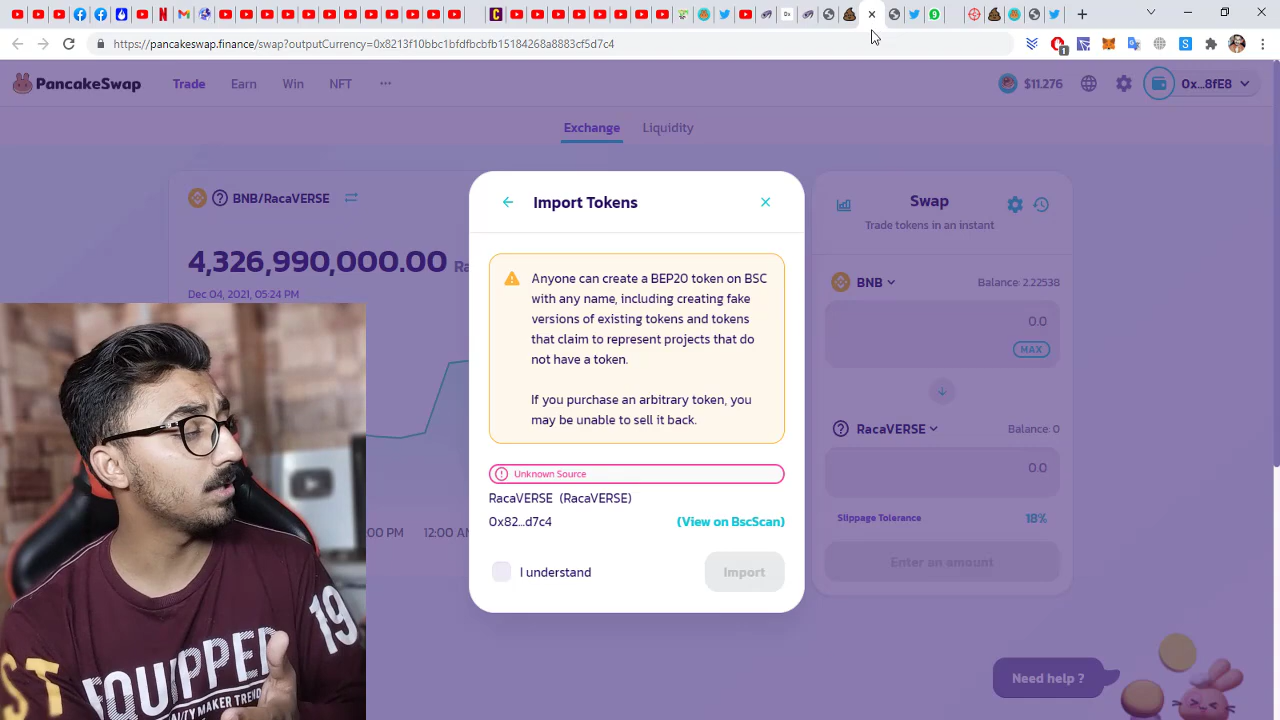 https://pancakeswap.finance/swap?outputCurrency=0x8213f10bbc1bfdfbcbfb15184268a8883cf5d7c4
1
PancakeSwap
Trade
Earn
Win
NFT
$11.276
0x...8fE8
Exchange
Liquidity
BNB/RacaVERSE
4,326,990,000.00
Ra
Dec 04, 2021, 05:24 PM
:00 PM
12:00 AM
Import Tokens
Anyone can create a BEP20 token on BSC
with any name, including creating fake
versions of existing tokens and tokens
that claim to represent projects that do
not have a token.
If you purchase an arbitrary token, you
may be unable to sell it back.
Unknown Source
RacaVERSE (RacaVERSE)
0x82...d7c4
(View on BscScan)
I understand
Import
Swap
Trade tokens in an instant
BNB
Balance: 2.22538
0.0
MAX
RacaVERSE
Balance: 0
0.0
Slippage Tolerance
18%
Enter an amount
Need help ?
19
ST
EQUIPPED